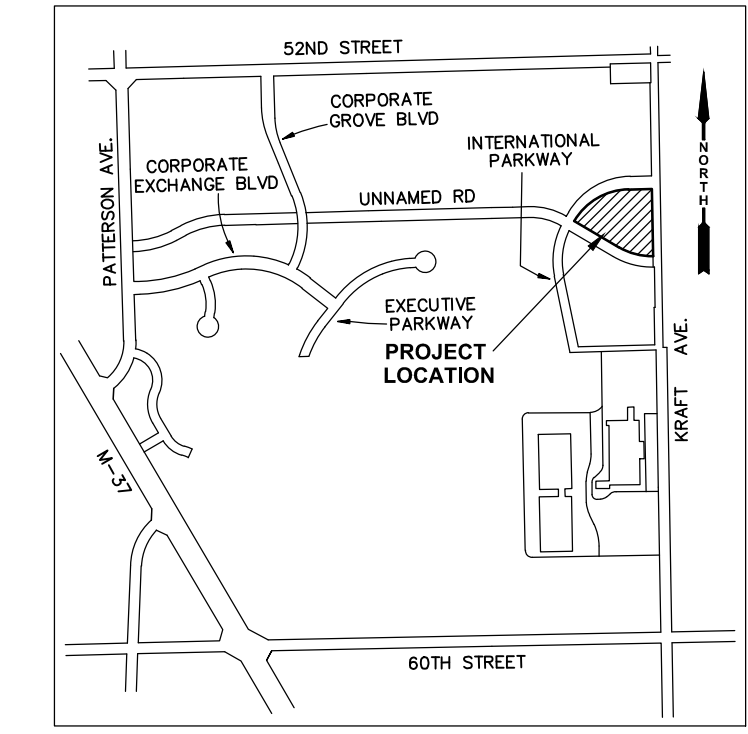 52ND STREET
CORPORATE
GROVE BLVD
INTERNATIONAL
PARKWAY
NORTH
PATTERSON AVE.
CORPORATE
EXCHANGE BLVD
UNNAMED RD
EXECUTIVE
PARKWAY
PROJECT
LOCATION
KRAFT AVE.
M-37
60TH STREET